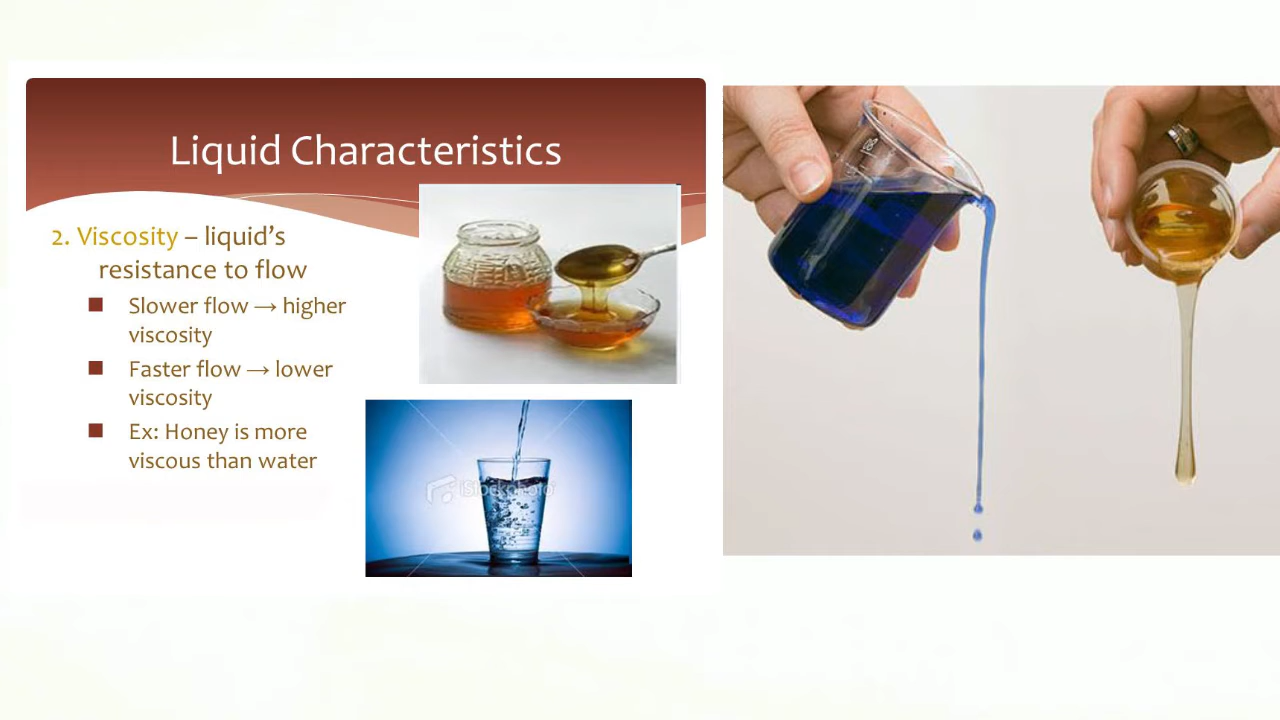 Liquid Characteristics
2. Viscosity – liquid's
resistance to flow
Slower flow → higher
viscosity
Faster flow → lower
viscosity
Ex: Honey is more
viscous than water
iStockphoto